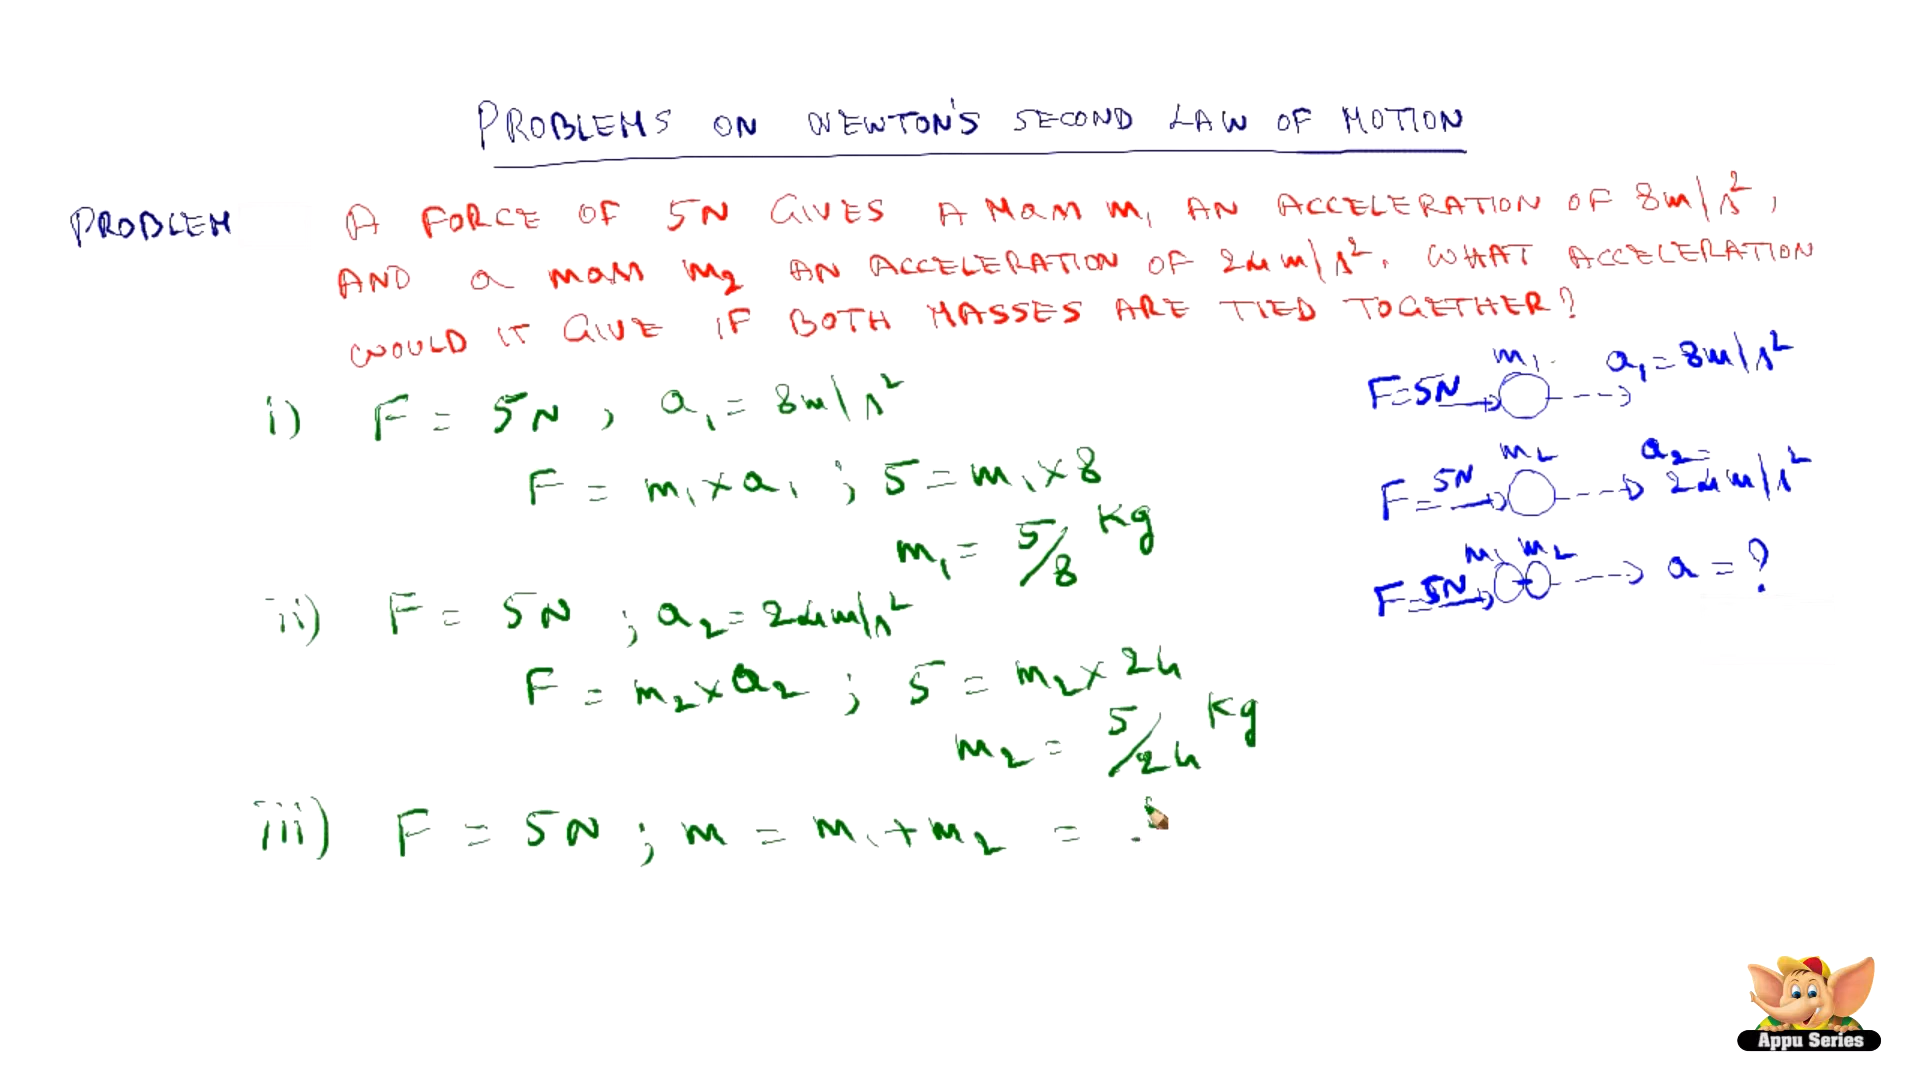 PROBLEMS ON NEWTON'S SECOND LAW OF MOTION
PROBLEM A FORCE OF 5N GIVES A Mass m₁ AN ACCELERATION OF 8m/s²,
AND a mass m₂ AN ACCELERATION OF 24m/s². WHAT ACCELERATION
WOULD IT GIVE IF BOTH MASSES ARE TIED TOGETHER?
i) F = 5N , a₁ = 8m/s²
F = m₁ × a₁ ; 5 = m₁ × 8
m₁ = 5/8 Kg
ii) F = 5N ; a₂ = 24m/s²
F = m₂ × a₂ ; 5 = m₂ × 24
m₂ = 5/24 Kg
iii) F = 5N ; m = m₁ + m₂ =
m₁ a₁ = 8m/s²
F=5N
m₂ a₂ =
F = 5N 24m/s²
m₁ m₂
F=5N a = ?
Appu Series